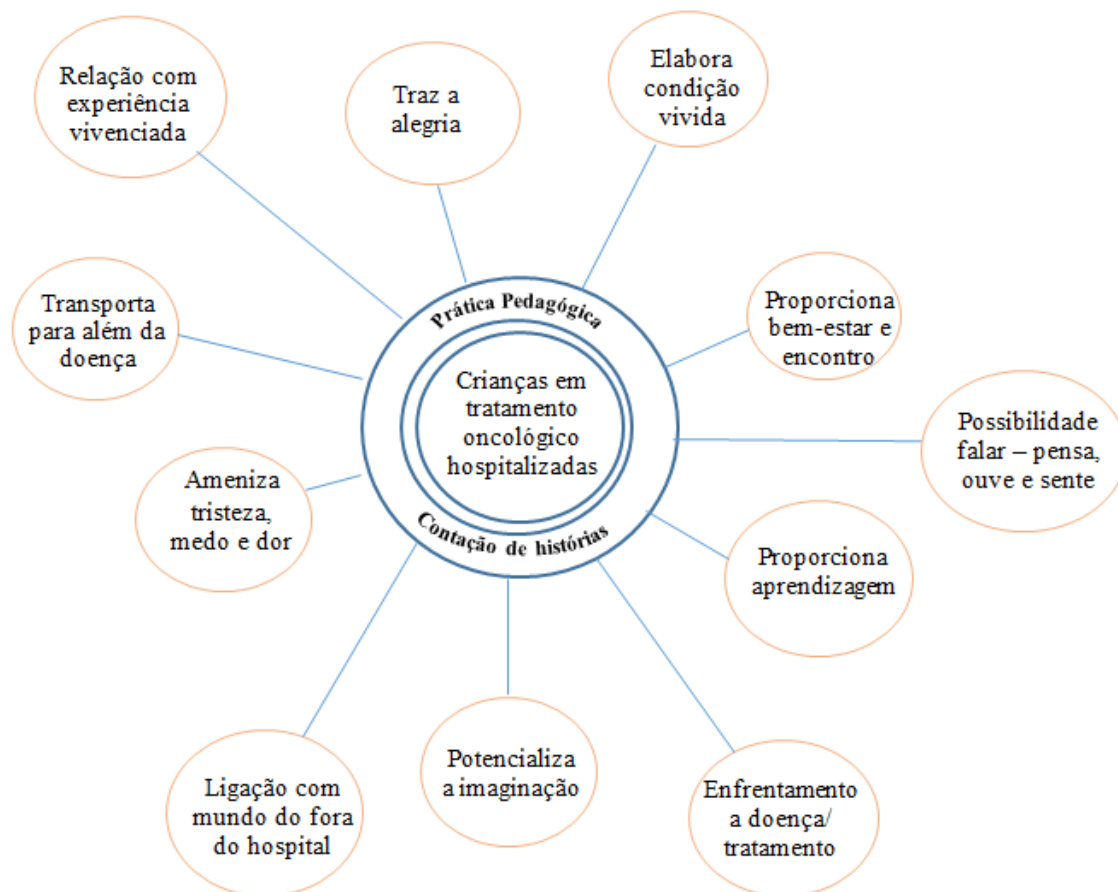 Relação com
experiência
vivenciada
Traz a
alegria
Elabora
condição
vivida
Transporta
para além da
doença
Prática Pedagógica
Crianças em
tratamento
oncológico
hospitalizadas
Contação de histórias
Proporciona
bem-estar e
encontro
Possibilidade
falar – pensa,
ouve e sente
Ameniza
tristeza,
medo e dor
Proporciona
aprendizagem
Ligação com
mundo do fora
do hospital
Potencializa
a imaginação
Enfrentamento
a doença/
tratamento